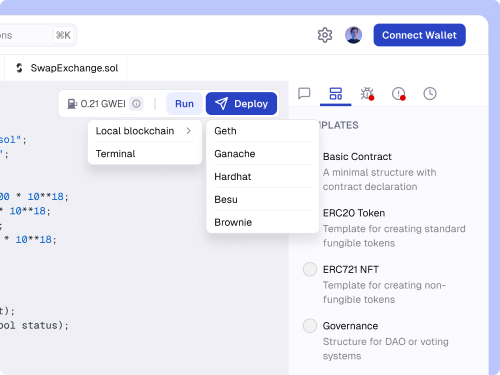 ons
⌘K
Connect Wallet
SwapExchange.sol
0.21 GWEI
Run
Deploy
Local blockchain
Terminal
Geth
Ganache
Hardhat
Besu
Brownie
sol";
";
00 * 10**18;
* 10**18;
;
* 10**18;
t);
ool status);
PLATES
Basic Contract
A minimal structure with
contract declaration
ERC20 Token
Template for creating standard
fungible tokens
ERC721 NFT
Template for creating non-
fungible tokens
Governance
Structure for DAO or voting
systems